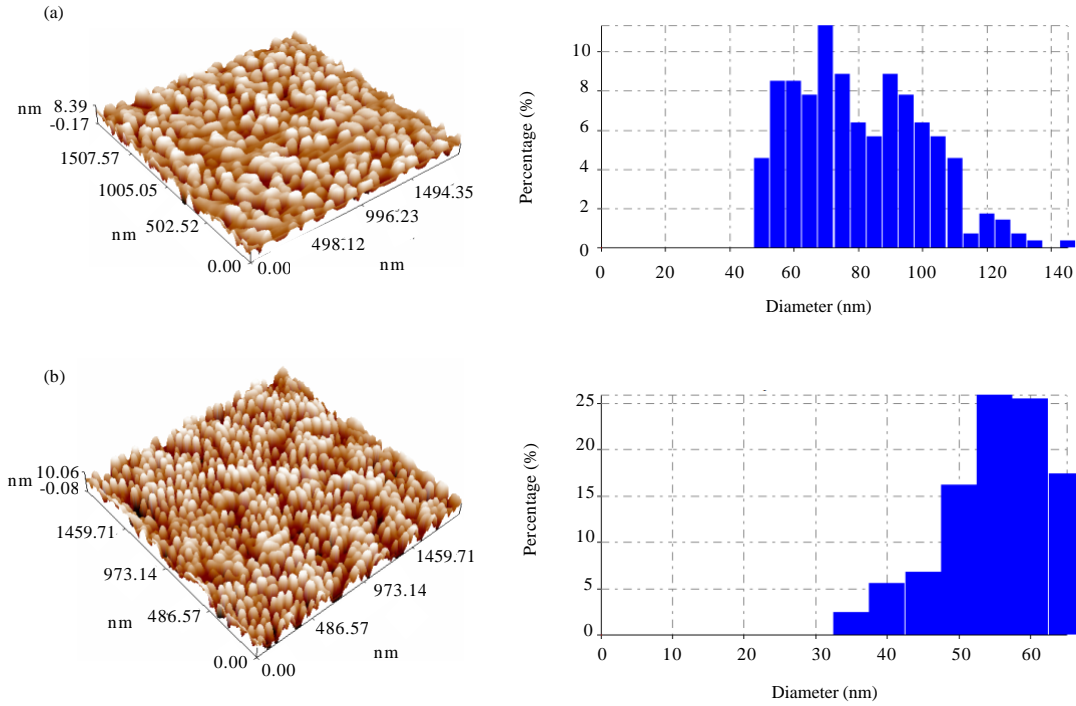 (a)
nm 8.39
-0.17
1507.57
1005.05
502.52
nm
0.00
0.00
498.12
996.23
1494.35
nm
Percentage (%)
10
8
6
4
2
0
0 20 40 60 80 100 120 140
Diameter (nm)
(b)
10.06
nm -0.08
1459.71
973.14
486.57
nm
0.00
0.00
486.57
973.14
1459.71
nm
Percentage (%)
25
20
15
10
5
0
0 10 20 30 40 50 60
Diameter (nm)